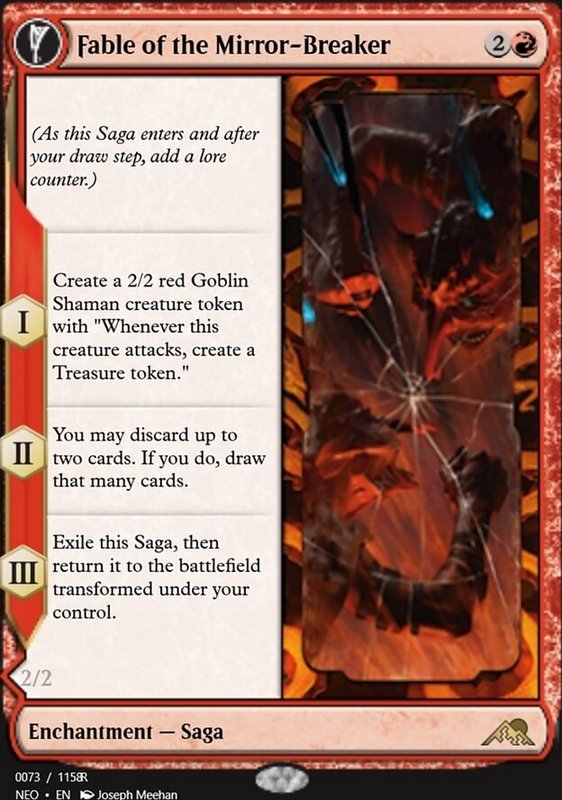 Fable of the Mirror-Breaker
2
(As this Saga enters and after
your draw step, add a lore
counter.)
I
Create a 2/2 red Goblin
Shaman creature token
with "Whenever this
creature attacks, create a
Treasure token."
II
You may discard up to
two cards. If you do, draw
that many cards.
III
Exile this Saga, then
return it to the battlefield
transformed under your
control.
2/2
Enchantment — Saga
0073 / 1158R
NEO • EN Joseph Meehan